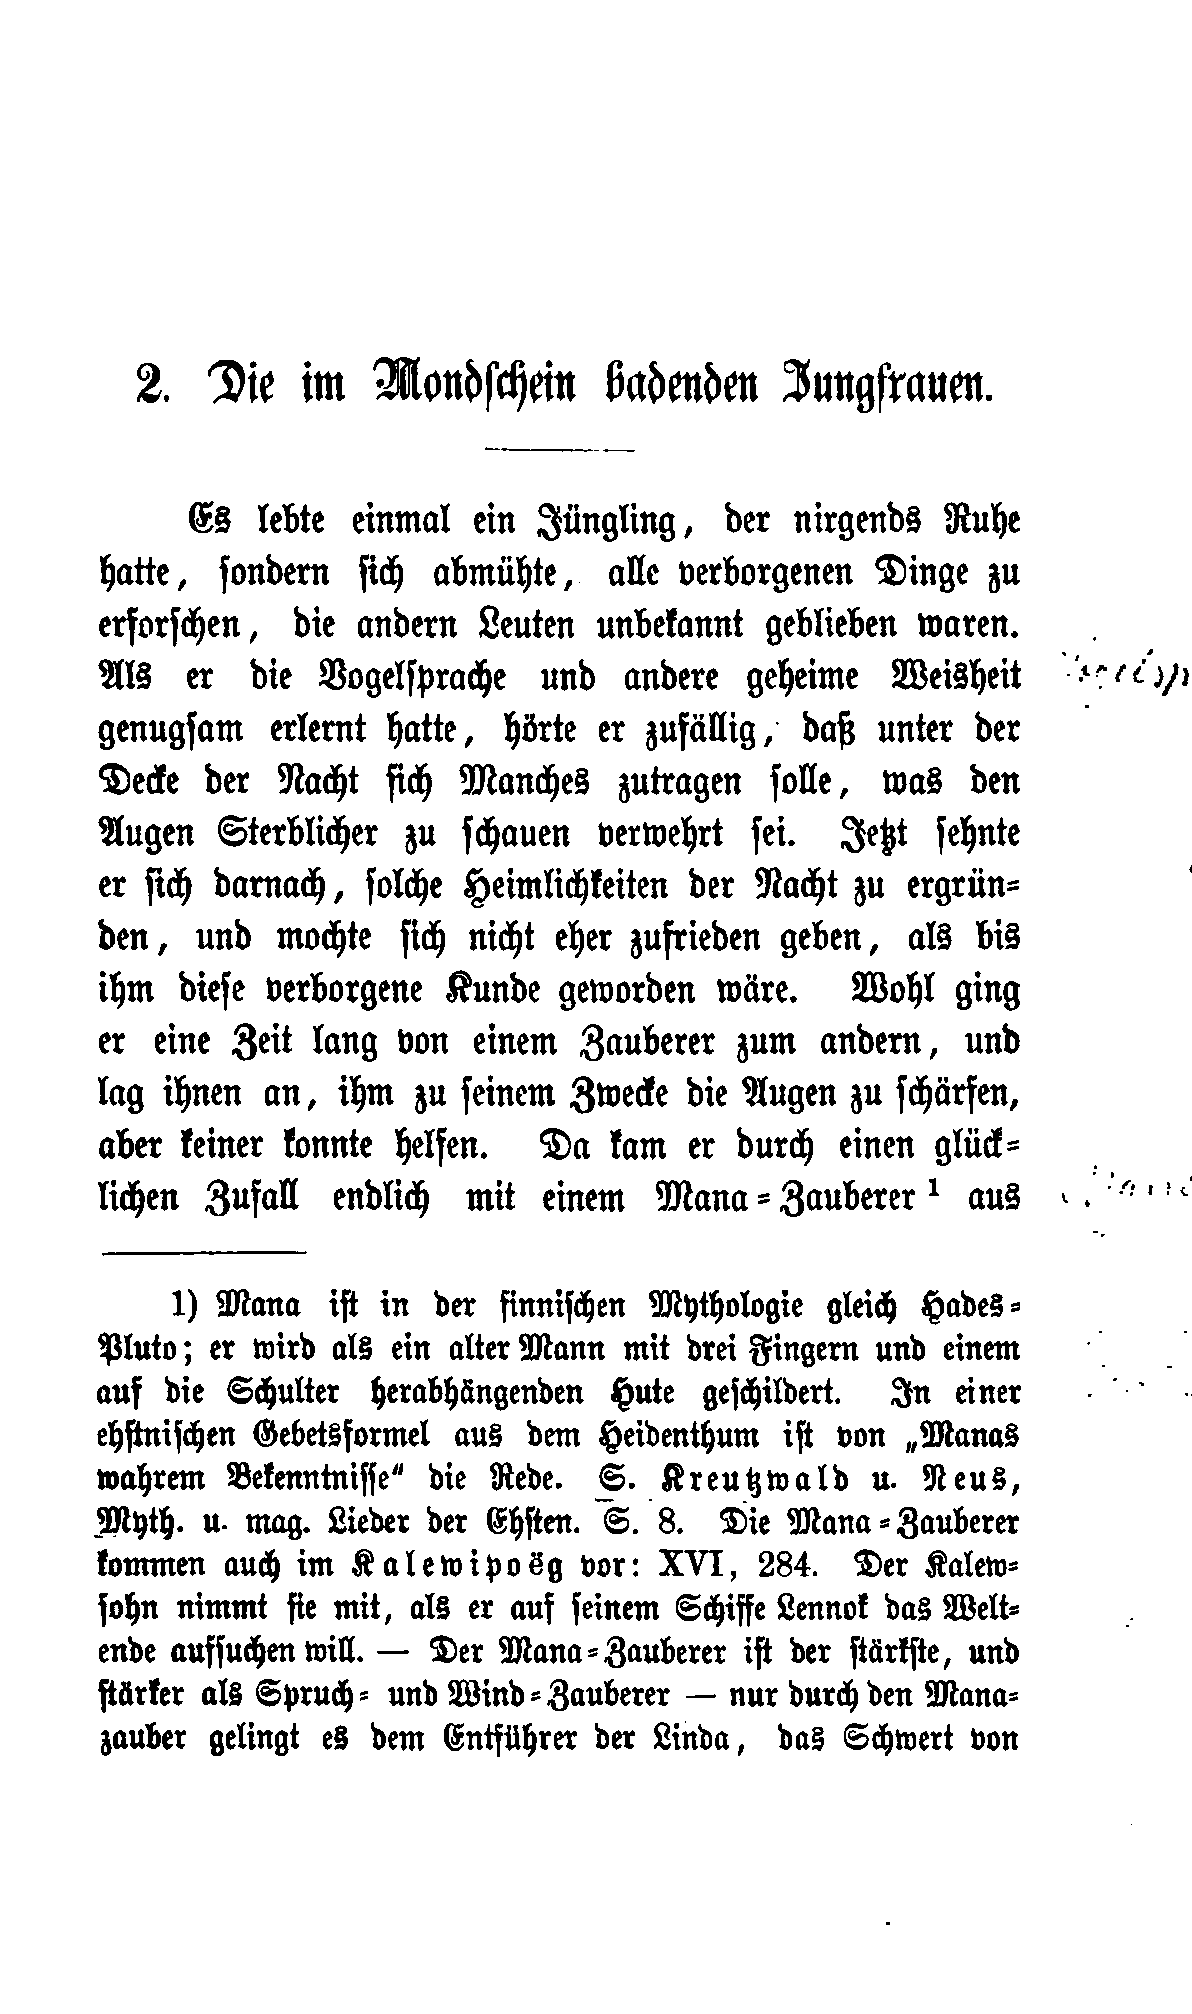 2. Die im Mondschein badenden Jungfrauen.
Es lebte einmal ein Jüngling, der nirgends Ruhe
hatte, sondern sich abmühte, alle verborgenen Dinge zu
erforschen, die andern Leuten unbekannt geblieben waren.
Als er die Vogelsprache und andere geheime Weisheit
genugsam erlernt hatte, hörte er zufällig, daß unter der
Decke der Nacht sich Manches zutragen solle, was den
Augen Sterblicher zu schauen verwehrt sei. Jetzt sehnte
er sich darnach, solche Heimlichkeiten der Nacht zu ergrün-
den, und mochte sich nicht eher zufrieden geben, als bis
ihm diese verborgene Kunde geworden wäre. Wohl ging
er eine Zeit lang von einem Zauberer zum andern, und
lag ihnen an, ihm zu seinem Zwecke die Augen zu schärfen,
aber keiner konnte helfen. Da kam er durch einen glück-
lichen Zufall endlich mit einem Mana-Zauberer ¹ aus
1) Mana ist in der finnischen Mythologie gleich Hades-
Pluto; er wird als ein alter Mann mit drei Fingern und einem
auf die Schulter herabhängenden Hute geschildert. In einer
ehstnischen Gebetsformel aus dem Heidenthum ist von „Manas
wahrem Bekenntnisse“ die Rede. S. Kreutzwald u. Neus,
Myth. u. mag. Lieder der Ehsten. S. 8. Die Mana-Zauberer
kommen auch im Kalewipoëg vor: XVI, 284. Der Kalew-
sohn nimmt sie mit, als er auf seinem Schiffe Lennok das Welt-
ende aufsuchen will. — Der Mana-Zauberer ist der stärkste, und
stärker als Spruch- und Wind-Zauberer — nur durch den Mana-
zauber gelingt es dem Entführer der Linda, das Schwert von